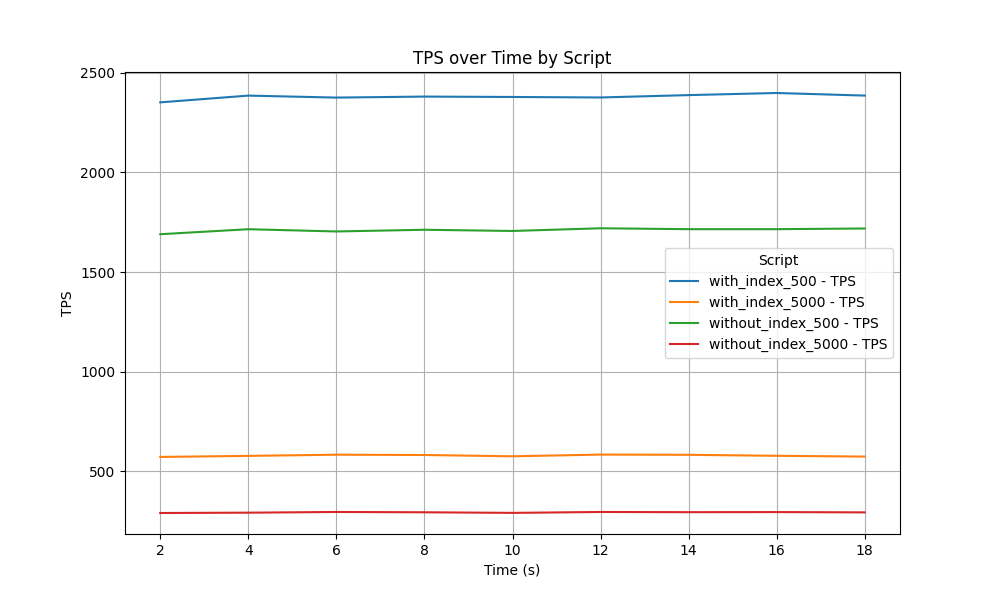 TPS over Time by Script
2500
2000
1500
1000
500
TPS
Script
with_index_500 - TPS
with_index_5000 - TPS
without_index_500 - TPS
without_index_5000 - TPS
2 4 6 8 10 12 14 16 18
Time (s)